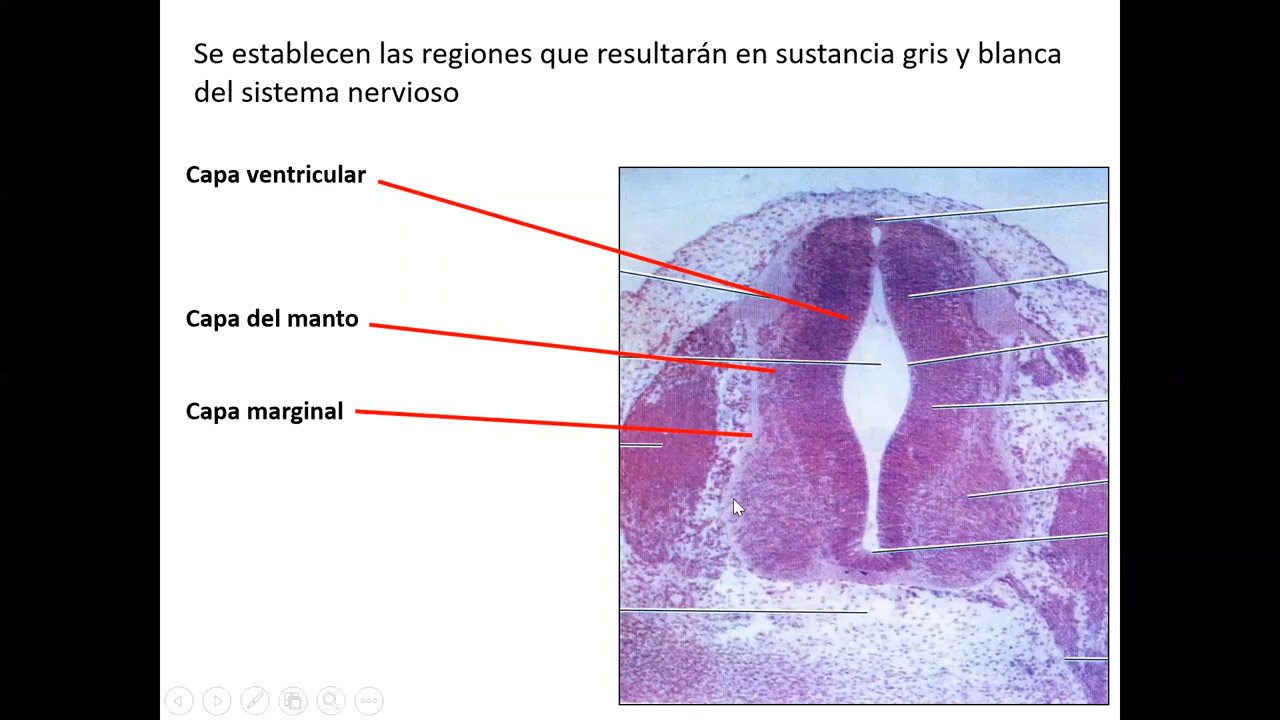 Se establecen las regiones que resultarán en sustancia gris y blanca
del sistema nervioso
Capa ventricular
Capa del manto
Capa marginal